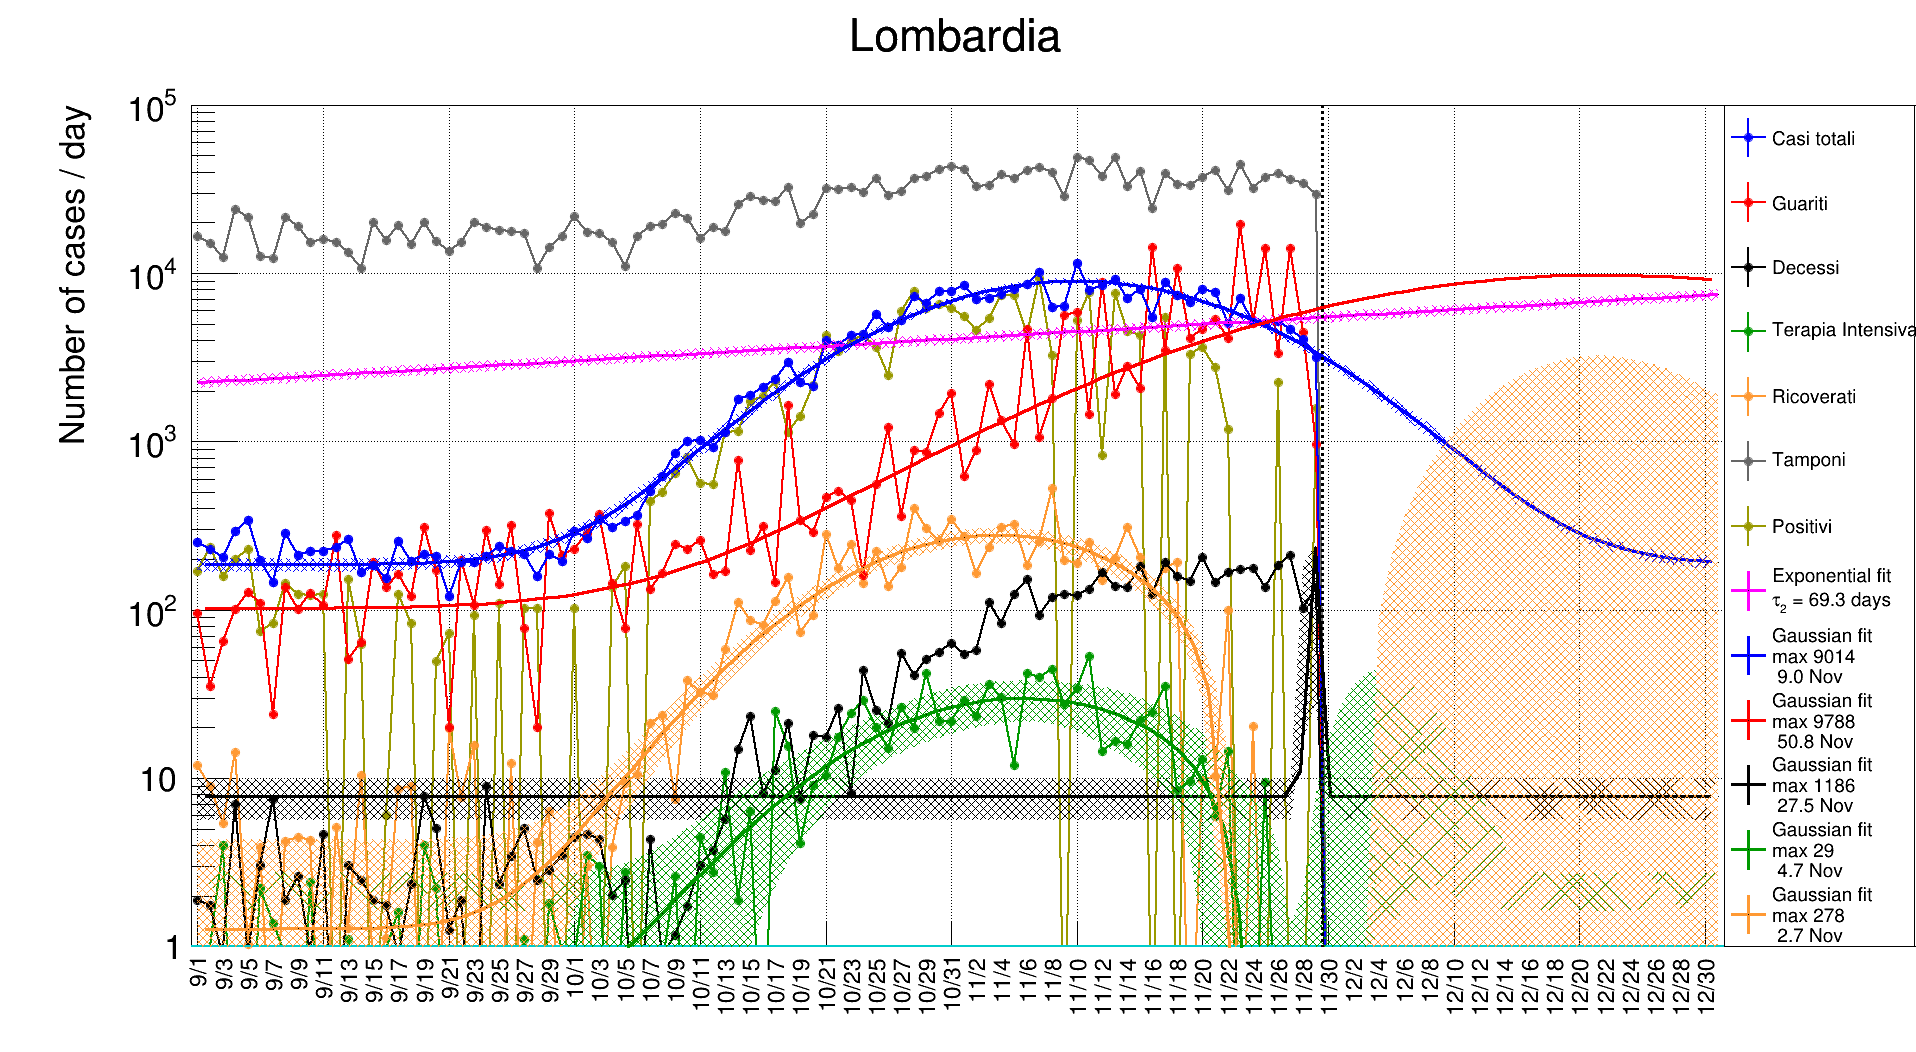 Lombardia
Number of cases / day
10^5
10^4
10^3
10^2
10
1
9/1 9/3 9/5 9/7 9/9 9/11 9/13 9/15 9/17 9/19 9/21 9/23 9/25 9/27 9/29 10/1 10/3 10/5 10/7 10/9 10/11 10/13 10/15 10/17 10/19 10/21 10/23 10/25 10/27 10/29 10/31 11/2 11/4 11/6 11/8 11/10 11/12 11/14 11/16 11/18 11/20 11/22 11/24 11/26 11/28 11/30 12/2 12/4 12/6 12/8 12/10 12/12 12/14 12/16 12/18 12/20 12/22 12/24 12/26 12/28 12/30
Casi totali
Guariti
Decessi
Terapia Intensiva
Ricoverati
Tamponi
Positivi
Exponential fit
τ2 = 69.3 days
Gaussian fit
max 9014
9.0 Nov
Gaussian fit
max 9788
50.8 Nov
Gaussian fit
max 1186
27.5 Nov
Gaussian fit
max 29
4.7 Nov
Gaussian fit
max 278
2.7 Nov